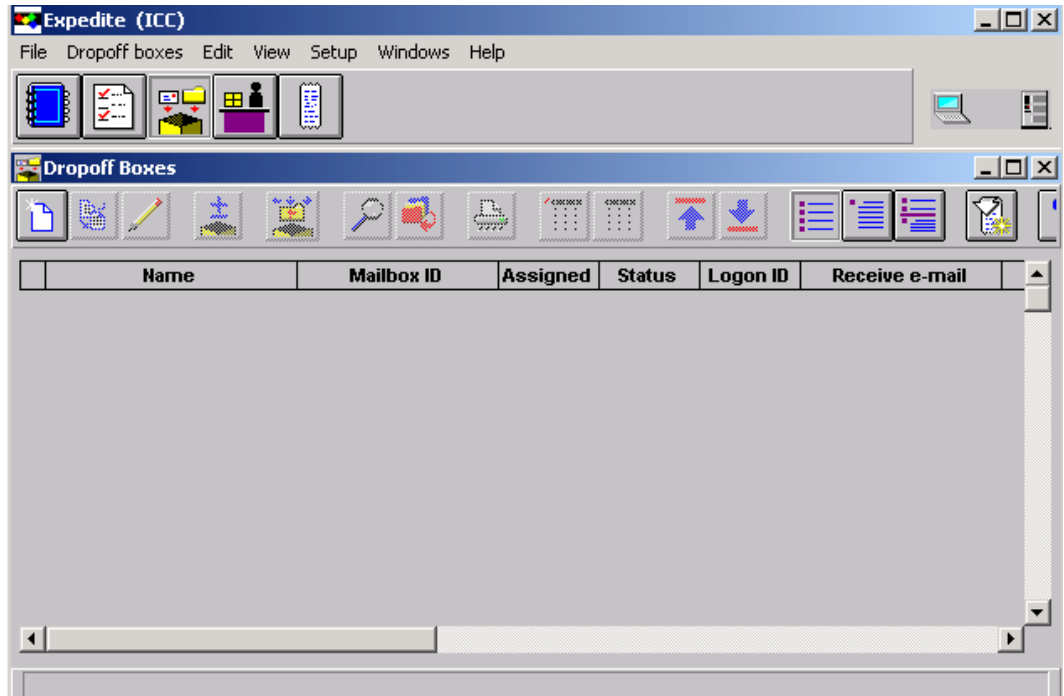 Expedite (ICC)
File Dropoff boxes Edit View Setup Windows Help
Dropoff Boxes
Name Mailbox ID Assigned Status Logon ID Receive e-mail